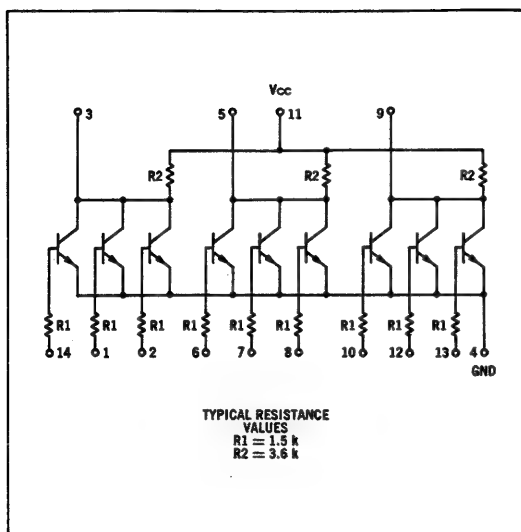 Vcc
3 5 11 9
R2 R2 R2
R1 R1 R1 R1 R1 R1 R1 R1 R1
14 1 2 6 7 8 10 12 13 4
GND
TYPICAL RESISTANCE
VALUES
R1 = 1.5 k
R2 = 3.6 k